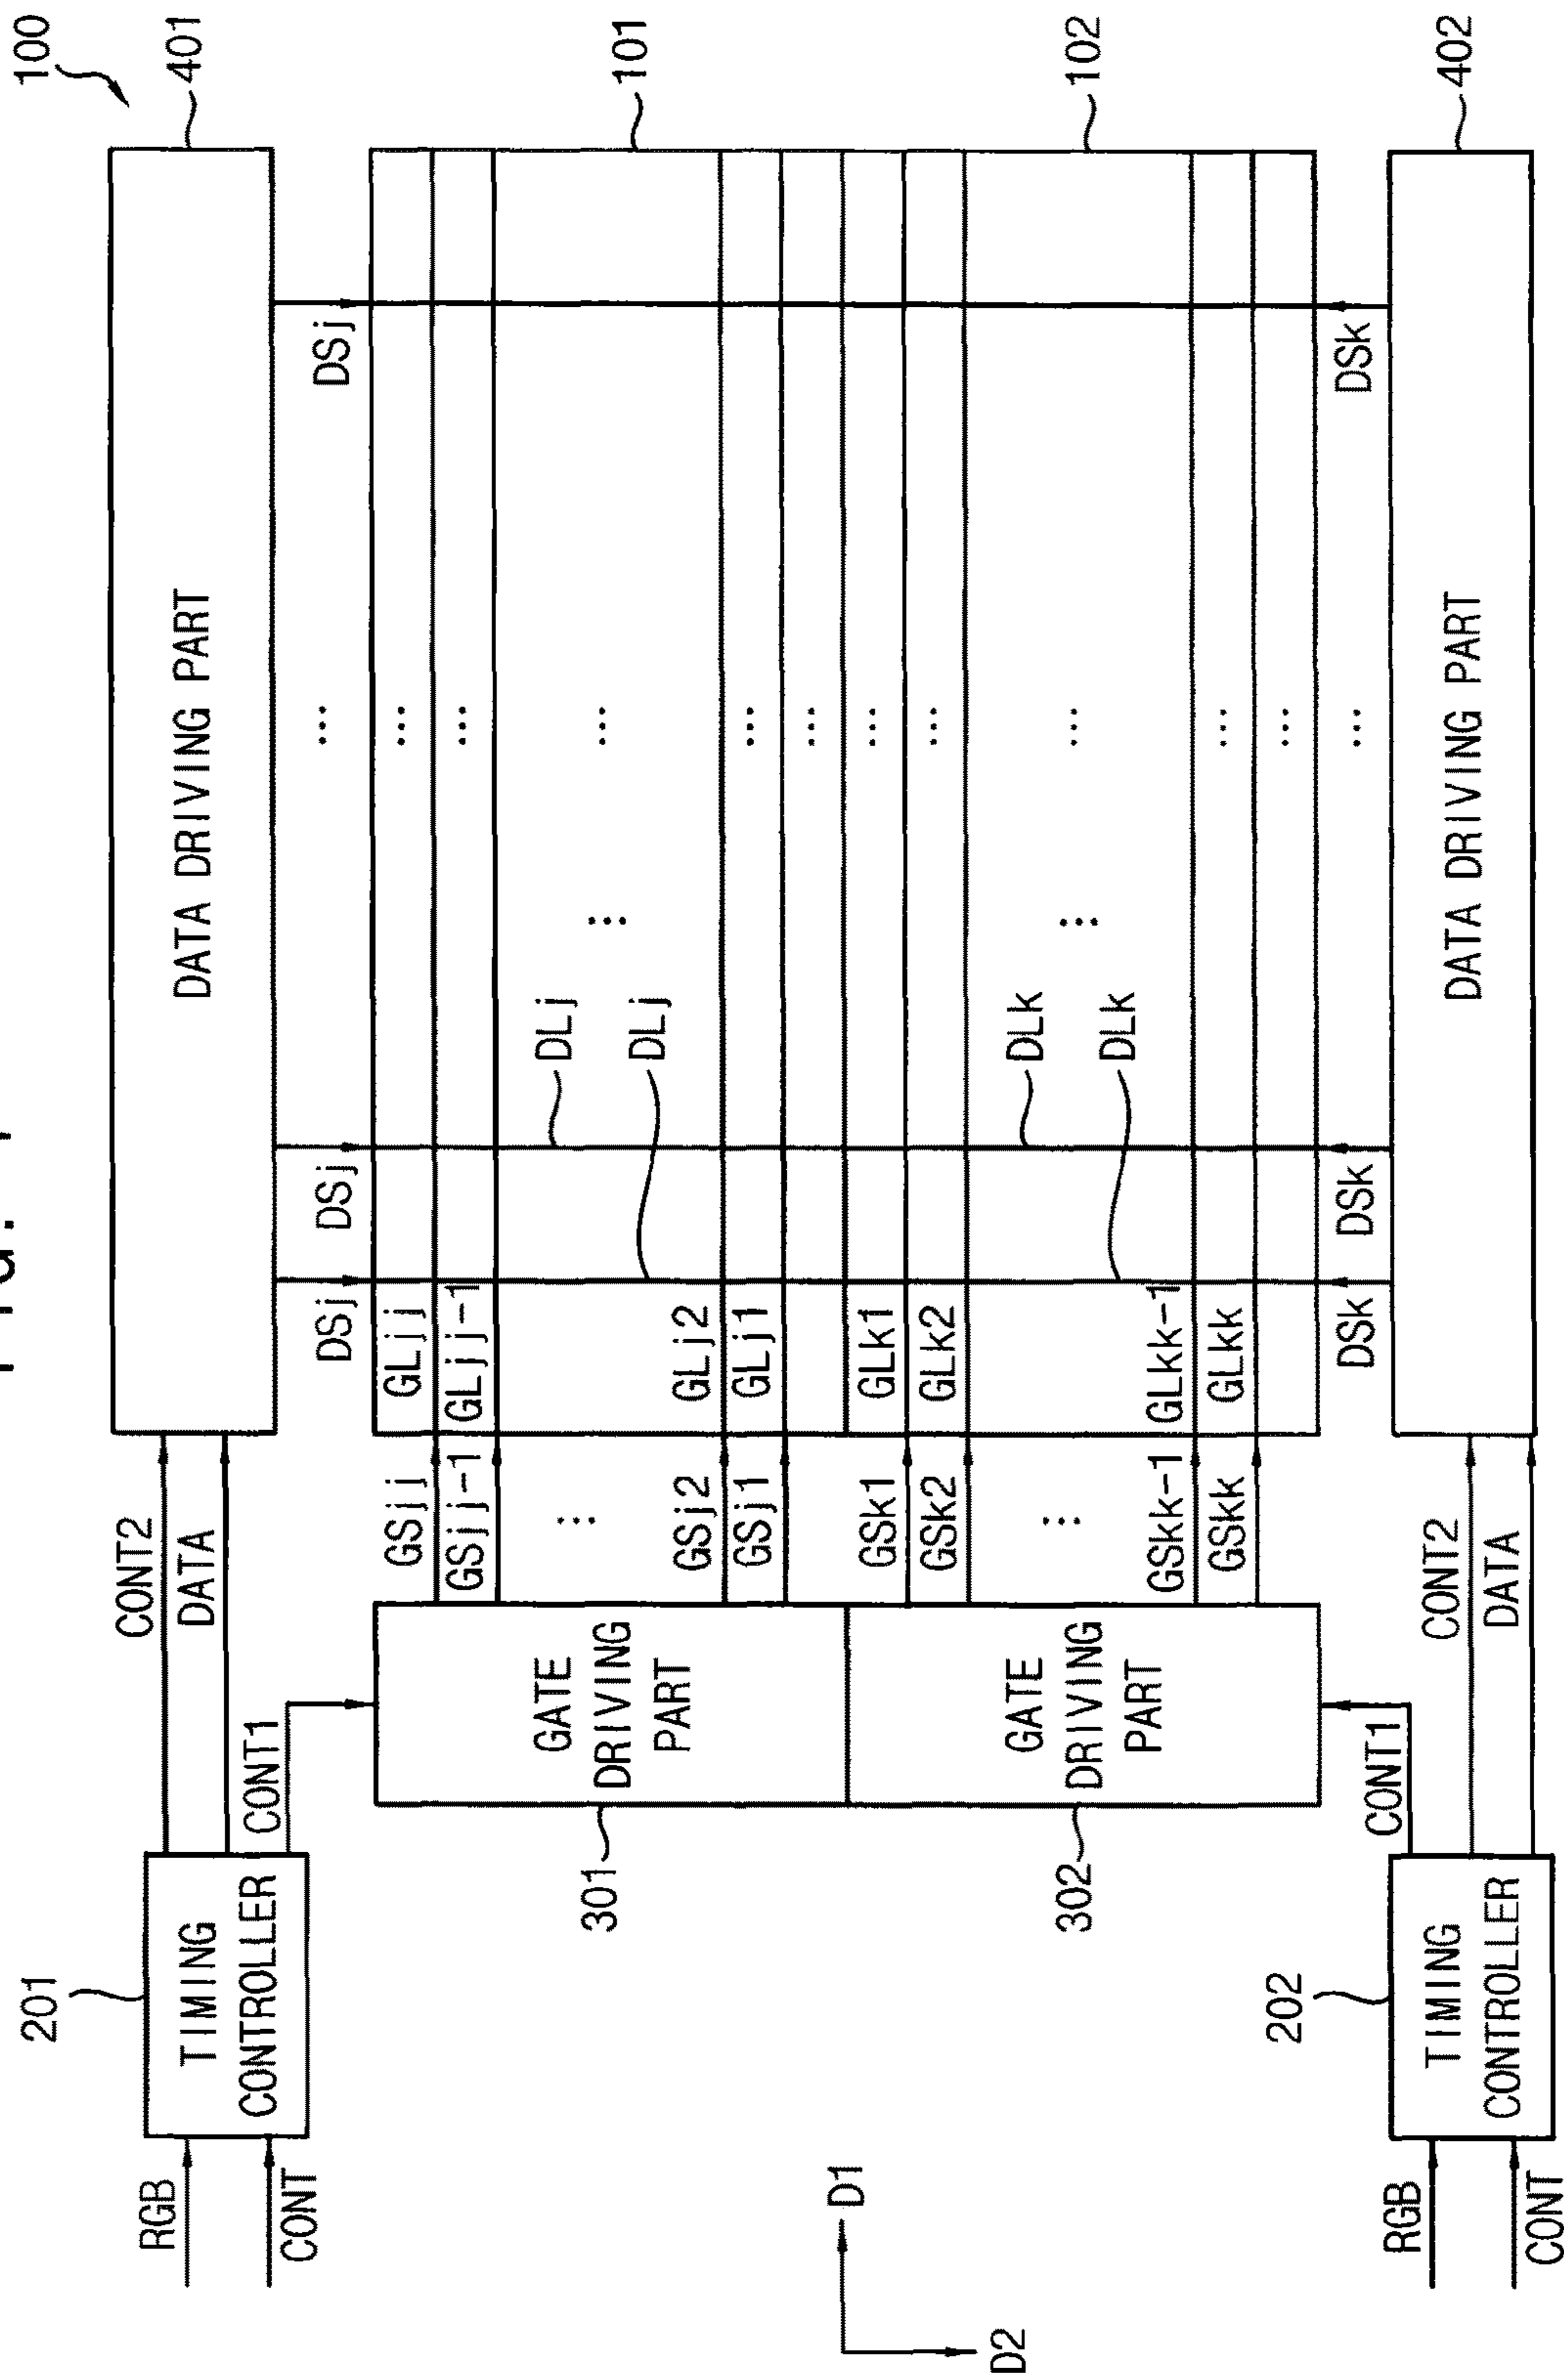 100
201
401
RGB
CONT
TIMING
CONTROLLER
CONT2
DATA
CONT1
DATA DRIVING PART
DSj
DSj
...
DSj
GSjj
GLjj
...
GSjj-1
GLjj-1
...
301
GATE
DRIVING
PART
...
DLj
DLj
...
...
101
GSj2
GLj2
...
GSj1
GLj1
...
D1
D2
GSk1
GLk1
...
GSk2
GLk2
...
302
GATE
DRIVING
PART
...
DLk
DLk
...
...
102
GSkk-1
GLkk-1
...
GSkk
GLkk
...
DSk
DSk
...
DSk
202
402
RGB
CONT
TIMING
CONTROLLER
CONT1
CONT2
DATA
DATA DRIVING PART